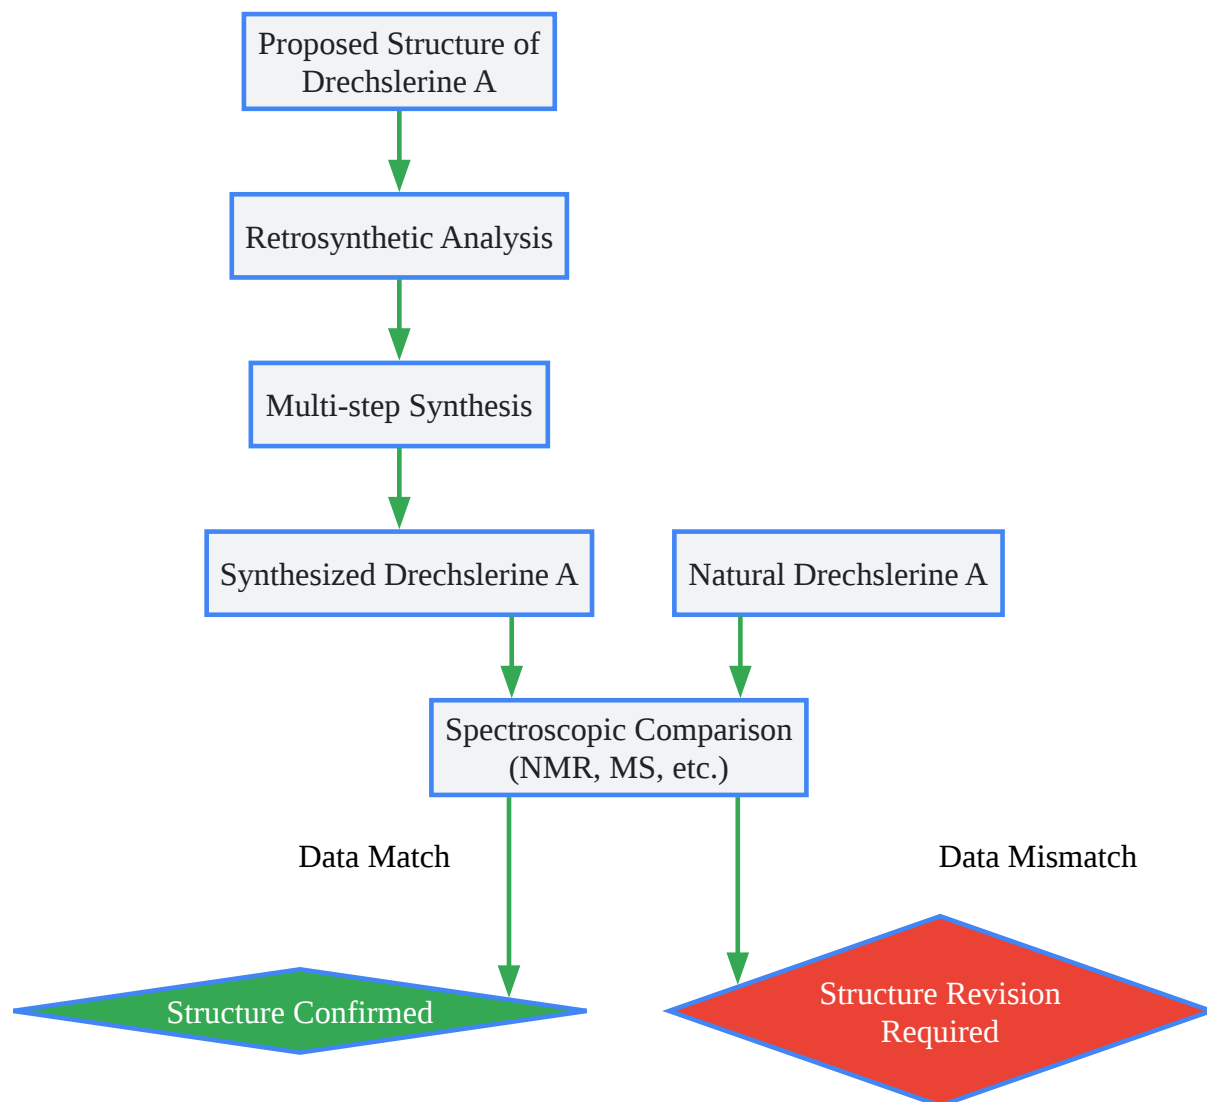 Proposed Structure of
Drechslerine A
Retrosynthetic Analysis
Multi-step Synthesis
Synthesized Drechslerine A
Natural Drechslerine A
Spectroscopic Comparison
(NMR, MS, etc.)
Data Match
Data Mismatch
Structure Confirmed
Structure Revision
Required